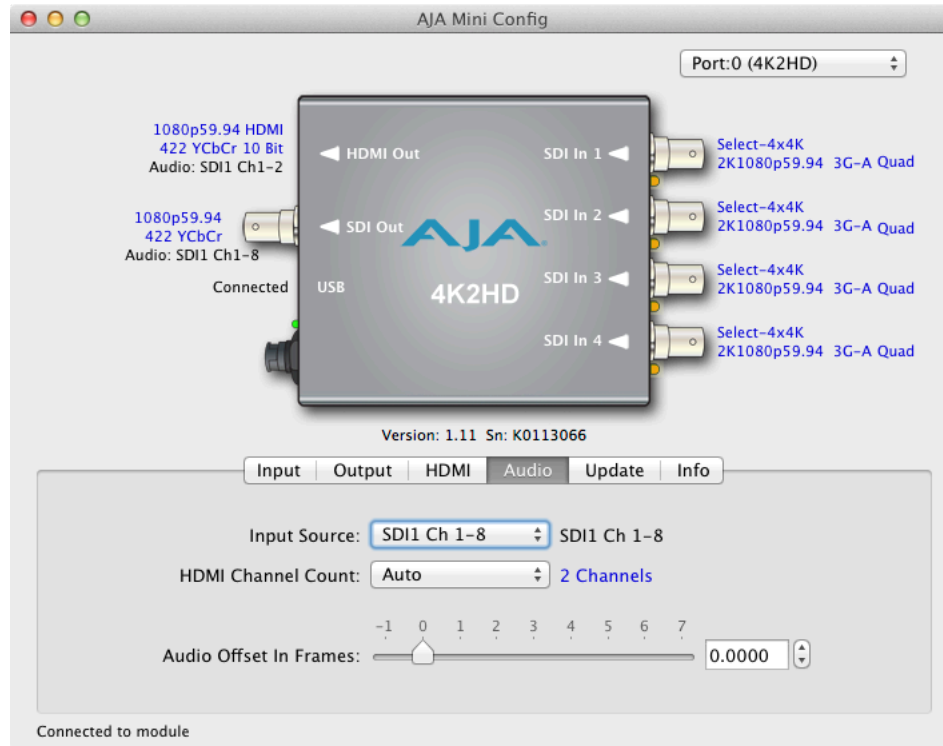 AJA Mini Config
Port:0 (4K2HD)
1080p59.94 HDMI
422 YCbCr 10 Bit
Audio: SDI1 Ch1-2
1080p59.94
422 YCbCr
Audio: SDI1 Ch1-8
Connected
HDMI Out
SDI Out
USB
AJA
4K2HD
SDI In 1
SDI In 2
SDI In 3
SDI In 4
Select-4x4K
2K1080p59.94 3G-A Quad
Select-4x4K
2K1080p59.94 3G-A Quad
Select-4x4K
2K1080p59.94 3G-A Quad
Select-4x4K
2K1080p59.94 3G-A Quad
Version: 1.11 Sn: K0113066
Input Output HDMI Audio Update Info
Input Source: SDI1 Ch 1-8 SDI1 Ch 1-8
HDMI Channel Count: Auto 2 Channels
-1 0 1 2 3 4 5 6 7
Audio Offset In Frames: 0.0000
Connected to module